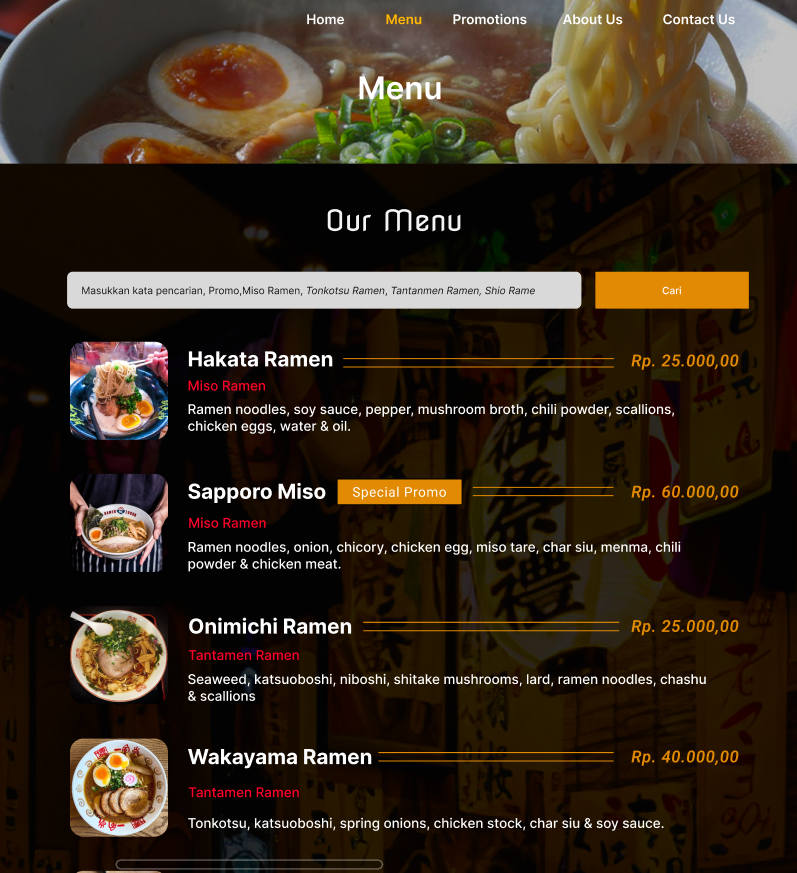 Home Menu Promotions About Us Contact Us
Menu
Our Menu
Masukkan kata pencarian, Promo,Miso Ramen, Tonkotsu Ramen, Tantanmen Ramen, Shio Rame
Cari
Hakata Ramen Rp. 25.000,00
Miso Ramen
Ramen noodles, soy sauce, pepper, mushroom broth, chili powder, scallions,
chicken eggs, water & oil.
Sapporo Miso Special Promo Rp. 60.000,00
Miso Ramen
Ramen noodles, onion, chicory, chicken egg, miso tare, char siu, menma, chili
powder & chicken meat.
Onimichi Ramen Rp. 25.000,00
Tantamen Ramen
Seaweed, katsuoboshi, niboshi, shitake mushrooms, lard, ramen noodles, chashu
& scallions
Wakayama Ramen Rp. 40.000,00
Tantamen Ramen
Tonkotsu, katsuoboshi, spring onions, chicken stock, char siu & soy sauce.